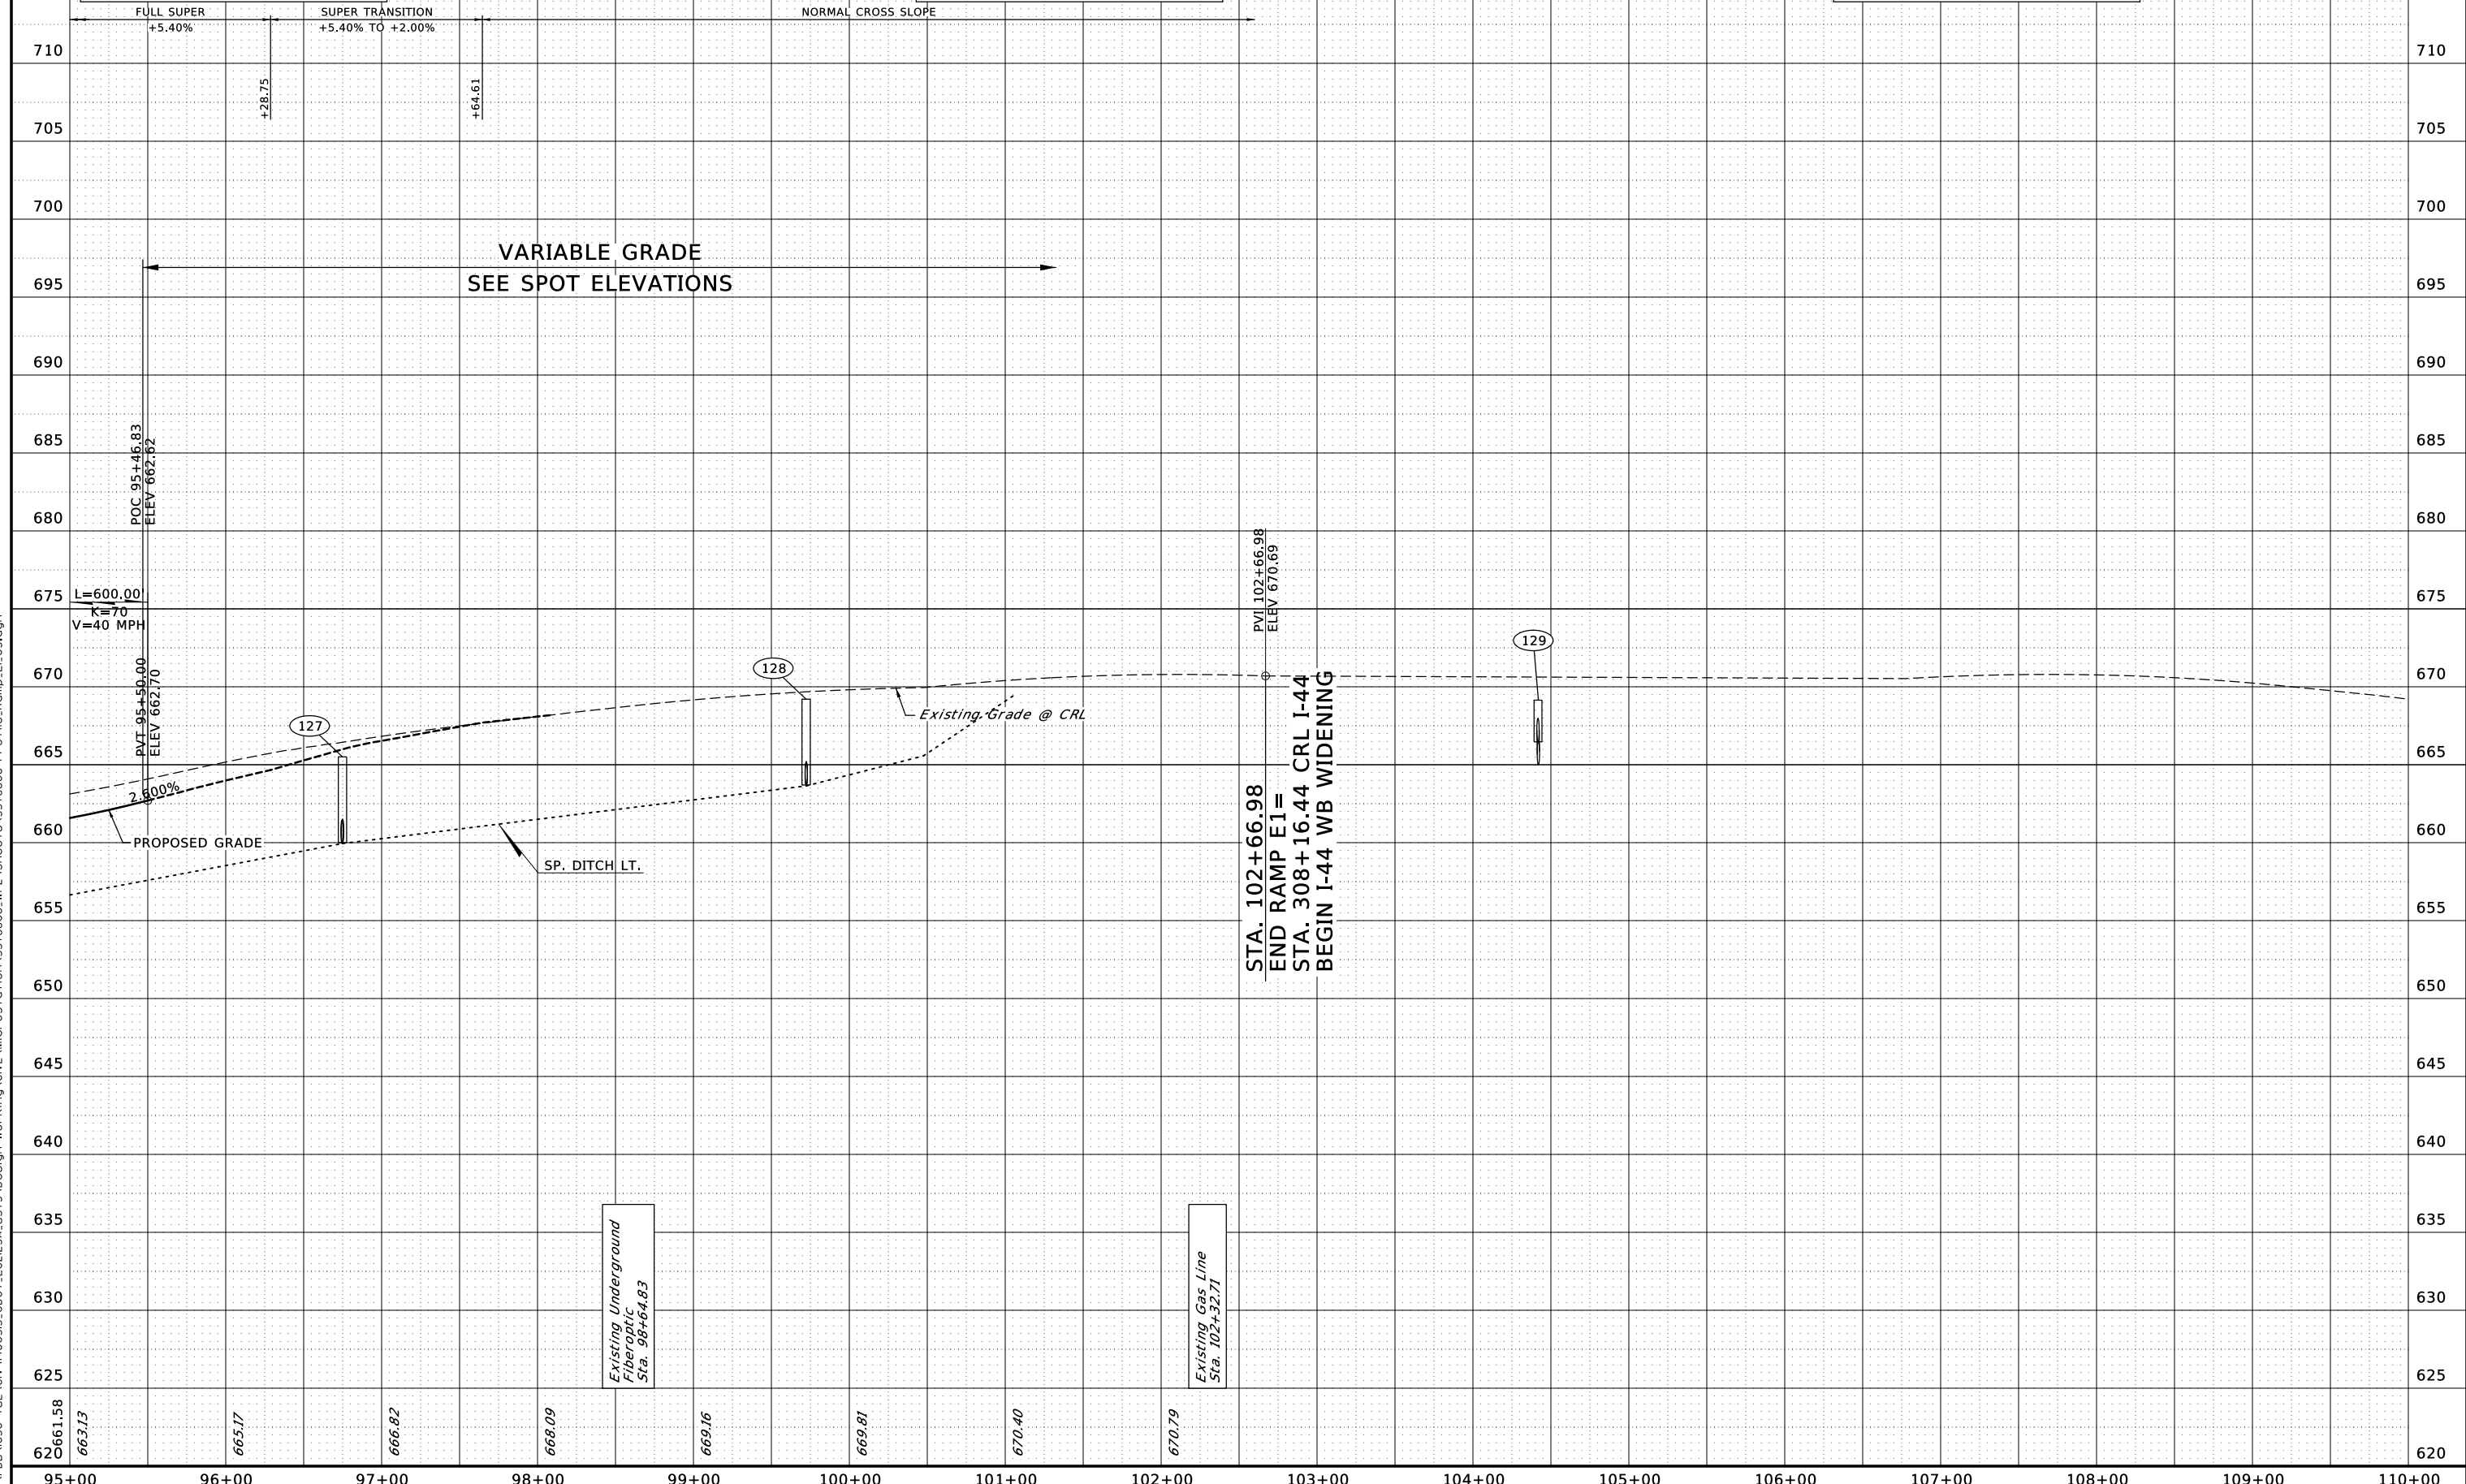 FULL SUPER
+5.40%
SUPER TRANSITION
+5.40% TO +2.00%
NORMAL CROSS SLOPE
+28.75
+64.61
710 710
705 705
700 700
VARIABLE GRADE
SEE SPOT ELEVATIONS
695 695
690 690
685 685
POC 95+46.83
ELEV 662.62
680 680
675 675
L=600.00'
K=70
V=40 MPH
PVI 102+66.98
ELEV 670.69
670 670
PVT 95+50.00
ELEV 662.70
127
128
129
Existing Grade @ CRL
665 665
2.600%
PROPOSED GRADE
SP. DITCH LT.
660 660
STA. 102+66.98
END RAMP E1=
STA. 308+16.44 CRL I-44
BEGIN I-44 WB WIDENING
655 655
650 650
645 645
640 640
635 635
Existing Underground
Fiberoptic
Sta. 98+64.83
Existing Gas Line
Sta. 102+32.71
630 630
625 625
661.58
663.13
665.17
666.82
668.09
669.16
669.81
670.40
670.79
620 620
95+00 96+00 97+00 98+00 99+00 100+00 101+00 102+00 103+00 104+00 105+00 106+00 107+00 108+00 109+00 110+00